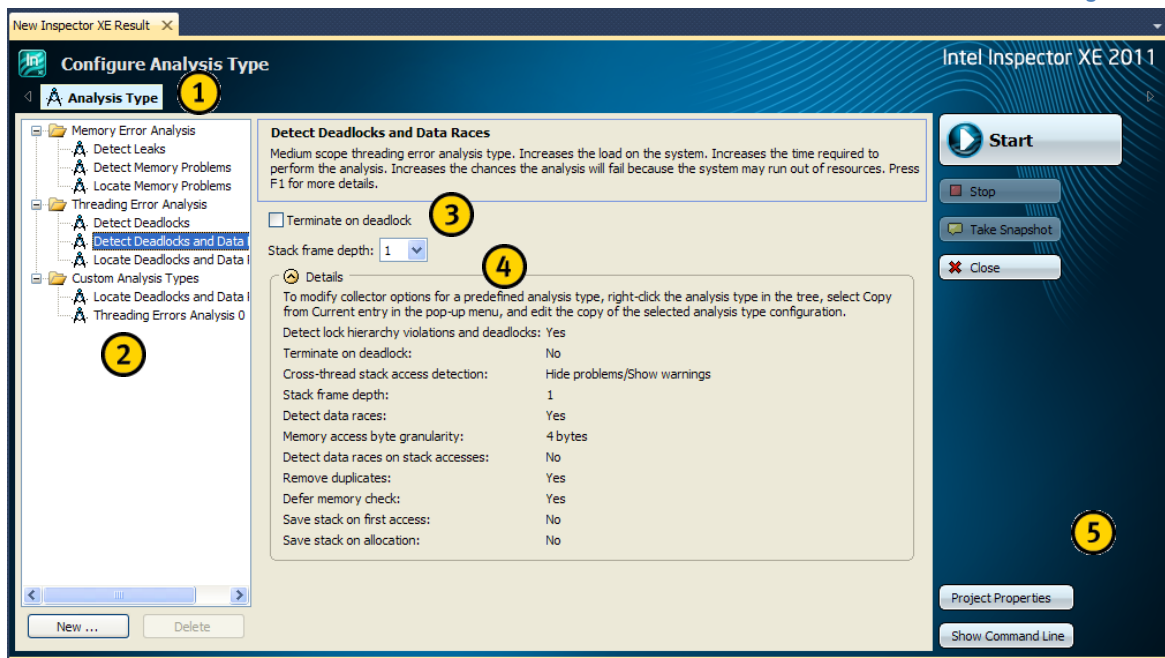 New Inspector XE Result
Configure Analysis Type
Intel Inspector XE 2011
Analysis Type
1
Memory Error Analysis
Detect Leaks
Detect Memory Problems
Locate Memory Problems
Threading Error Analysis
Detect Deadlocks
Detect Deadlocks and Data
Locate Deadlocks and Data
Custom Analysis Types
Locate Deadlocks and Data
Threading Errors Analysis 0
2
New ...
Delete
Detect Deadlocks and Data Races
Medium scope threading error analysis type. Increases the load on the system. Increases the time required to
perform the analysis. Increases the chances the analysis will fail because the system may run out of resources. Press
F1 for more details.
Terminate on deadlock
3
Stack frame depth: 1
4
Details
To modify collector options for a predefined analysis type, right-click the analysis type in the tree, select Copy
from Current entry in the pop-up menu, and edit the copy of the selected analysis type configuration.
Detect lock hierarchy violations and deadlocks: Yes
Terminate on deadlock: No
Cross-thread stack access detection: Hide problems/Show warnings
Stack frame depth: 1
Detect data races: Yes
Memory access byte granularity: 4 bytes
Detect data races on stack accesses: No
Remove duplicates: Yes
Defer memory check: Yes
Save stack on first access: No
Save stack on allocation: No
Start
Stop
Take Snapshot
Close
5
Project Properties
Show Command Line